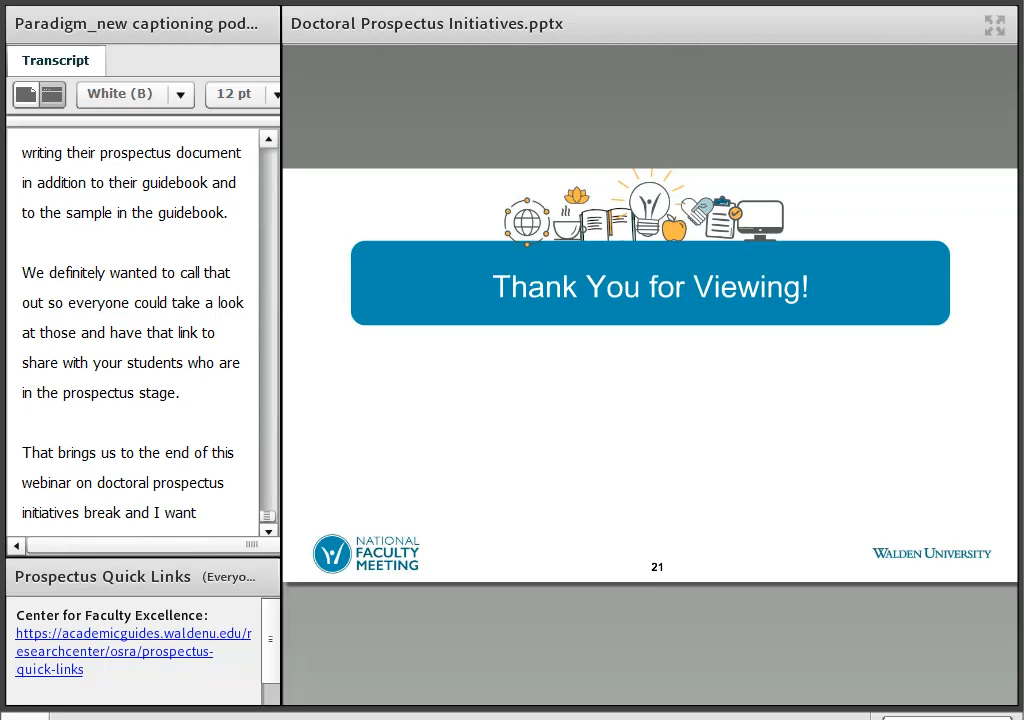 Paradigm_new captioning pod...
Transcript
White (B)
12 pt
writing their prospectus document
in addition to their guidebook and
to the sample in the guidebook.
We definitely wanted to call that
out so everyone could take a look
at those and have that link to
share with your students who are
in the prospectus stage.
That brings us to the end of this
webinar on doctoral prospectus
initiatives break and I want
Prospectus Quick Links (Everyo...
Center for Faculty Excellence:
https://academicguides.waldenu.edu/r
esearchcenter/osra/prospectus-
quick-links
Doctoral Prospectus Initiatives.pptx
Thank You for Viewing!
NATIONAL
FACULTY
MEETING
21
WALDEN UNIVERSITY